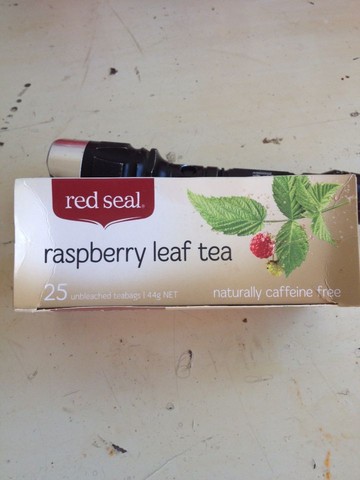 red seal®
raspberry leaf tea
25 unbleached teabags | 44g NET
naturally caffeine free